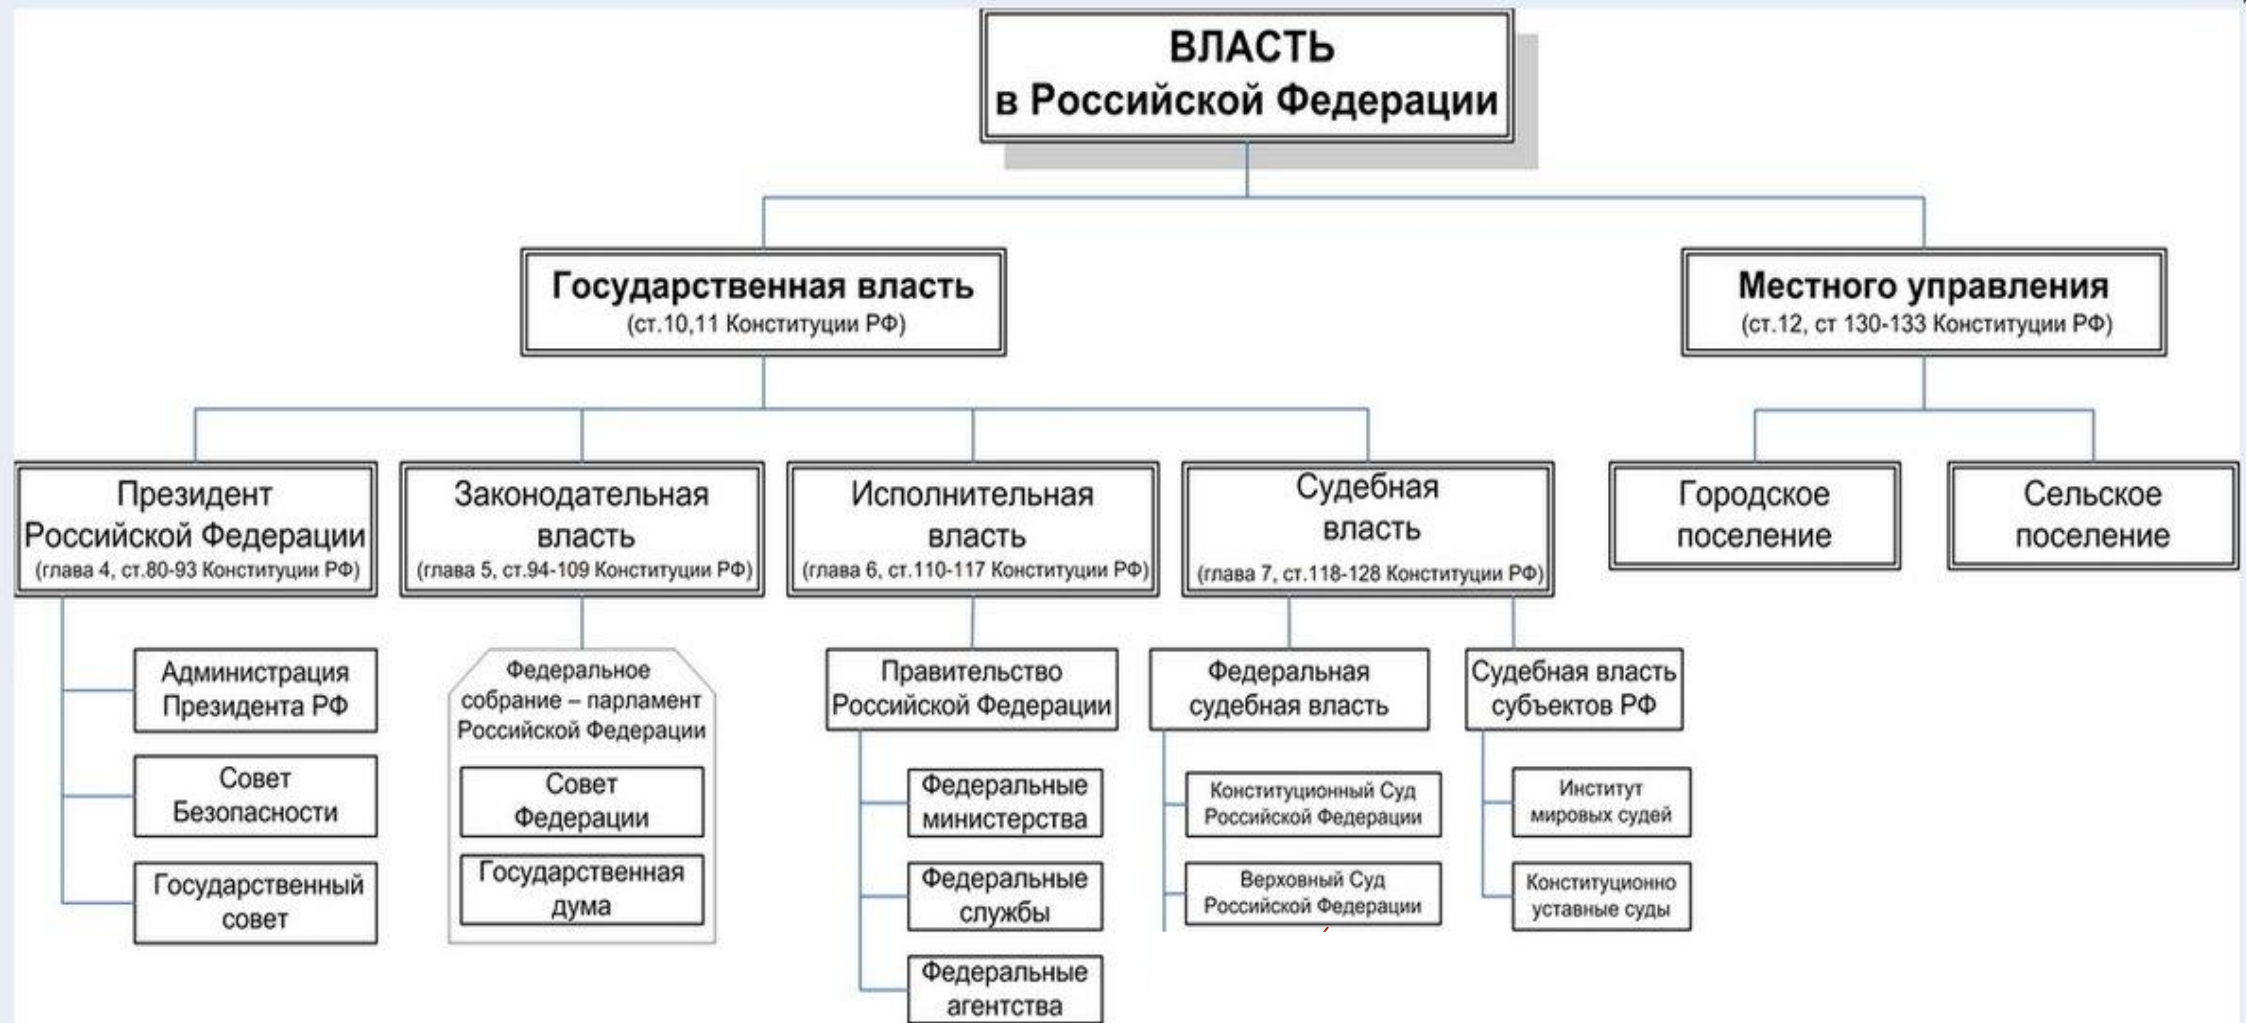 ВЛАСТЬ
в Российской Федерации
Государственная власть
(ст.10,11 Конституции РФ)
Местного управления
(ст.12, ст 130-133 Конституции РФ)
Президент
Российской Федерации
(глава 4, ст.80-93 Конституции РФ)
Законодательная
власть
(глава 5, ст.94-109 Конституции РФ)
Исполнительная
власть
(глава 6, ст.110-117 Конституции РФ)
Судебная
власть
(глава 7, ст.118-128 Конституции РФ)
Городское
поселение
Сельское
поселение
Администрация
Президента РФ
Совет
Безопасности
Государственный
совет
Федеральное
собрание – парламент
Российской Федерации
Совет
Федерации
Государственная
дума
Правительство
Российской Федерации
Федеральные
министерства
Федеральные
службы
Федеральные
агентства
Федеральная
судебная власть
Конституционный Суд
Российской Федерации
Верховный Суд
Российской Федерации
Судебная власть
субъектов РФ
Институт
мировых судей
Конституционно
уставные суды